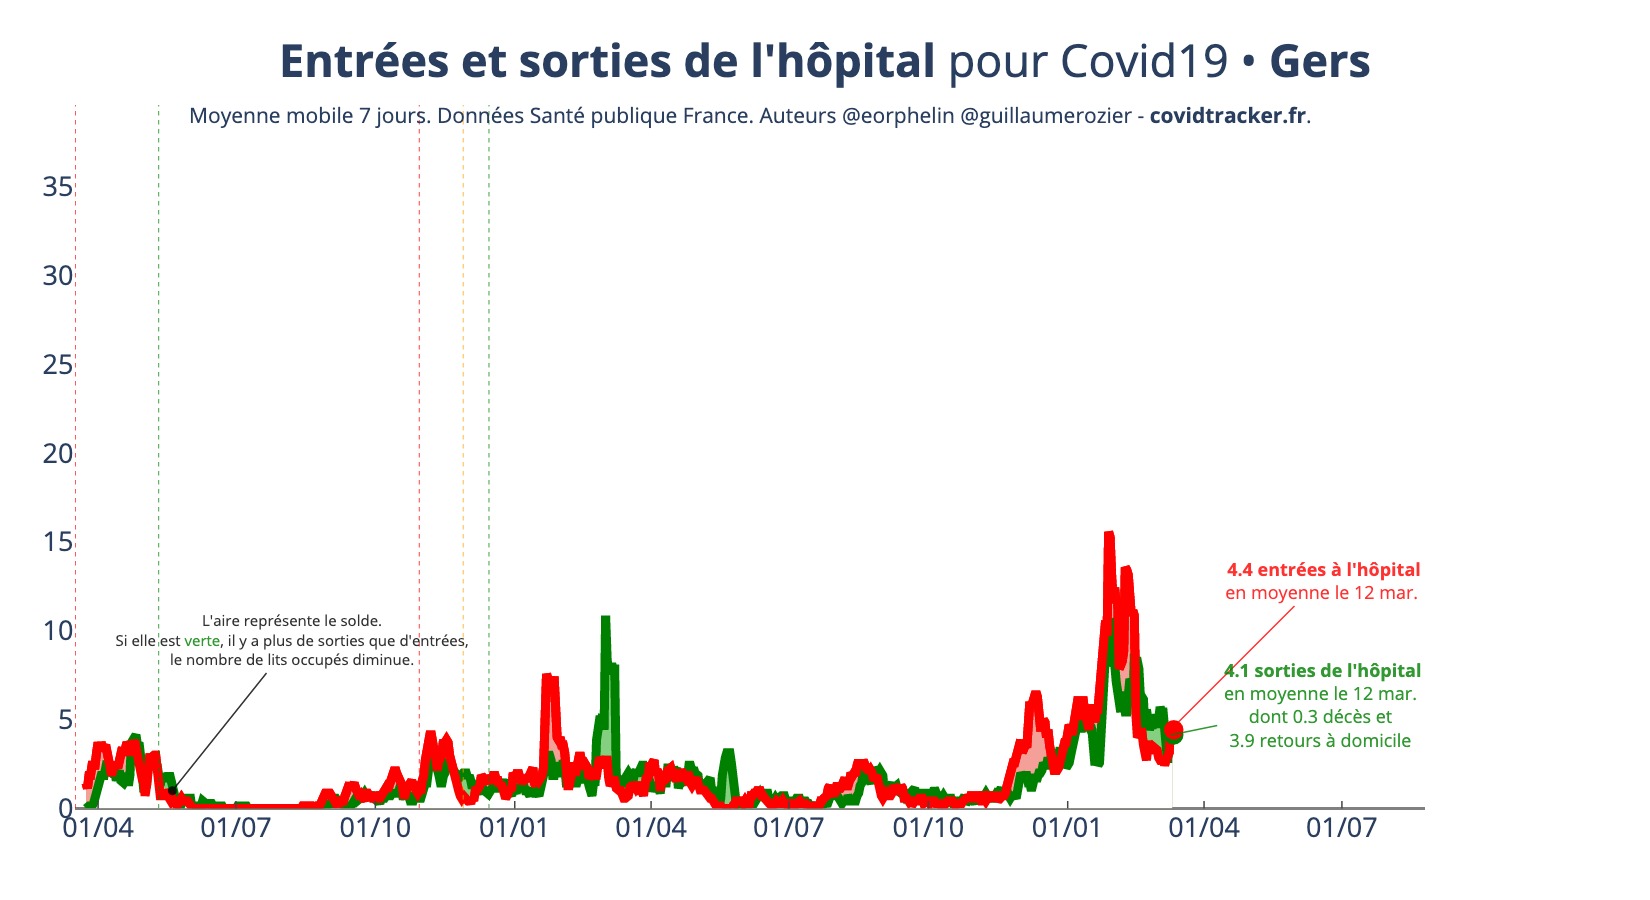 Entrées et sorties de l'hôpital pour Covid19 • Gers
Moyenne mobile 7 jours. Données Santé publique France. Auteurs @eorphelin @guillaumerozier - covidtracker.fr.
35
30
25
20
15
10
5
0
L'aire représente le solde.
Si elle est verte, il y a plus de sorties que d'entrées,
le nombre de lits occupés diminue.
4.4 entrées à l'hôpital
en moyenne le 12 mar.
4.1 sorties de l'hôpital
en moyenne le 12 mar.
dont 0.3 décès et
3.9 retours à domicile
01/04 01/07 01/10 01/01 01/04 01/07 01/10 01/01 01/04 01/07